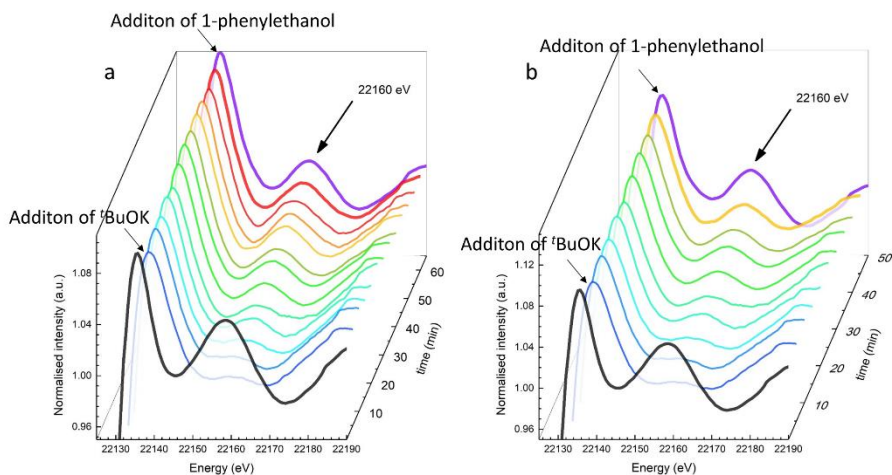 Additon of 1-phenylethanol
a
22160 eV
Additon of ᵗBuOK
1.08
1.04
1.00
0.96
Normalised intensity (a.u.)
22130 22140 22150 22160 22170 22180 22190
Energy (eV)
10
20
30
40
50
60
time (min)
Additon of 1-phenylethanol
b
22160 eV
Additon of ᵗBuOK
1.12
1.08
1.04
1.00
0.96
Normalised intensity (a.u.)
22130 22140 22150 22160 22170 22180 22190
Energy (eV)
10
20
30
40
50
time (min)